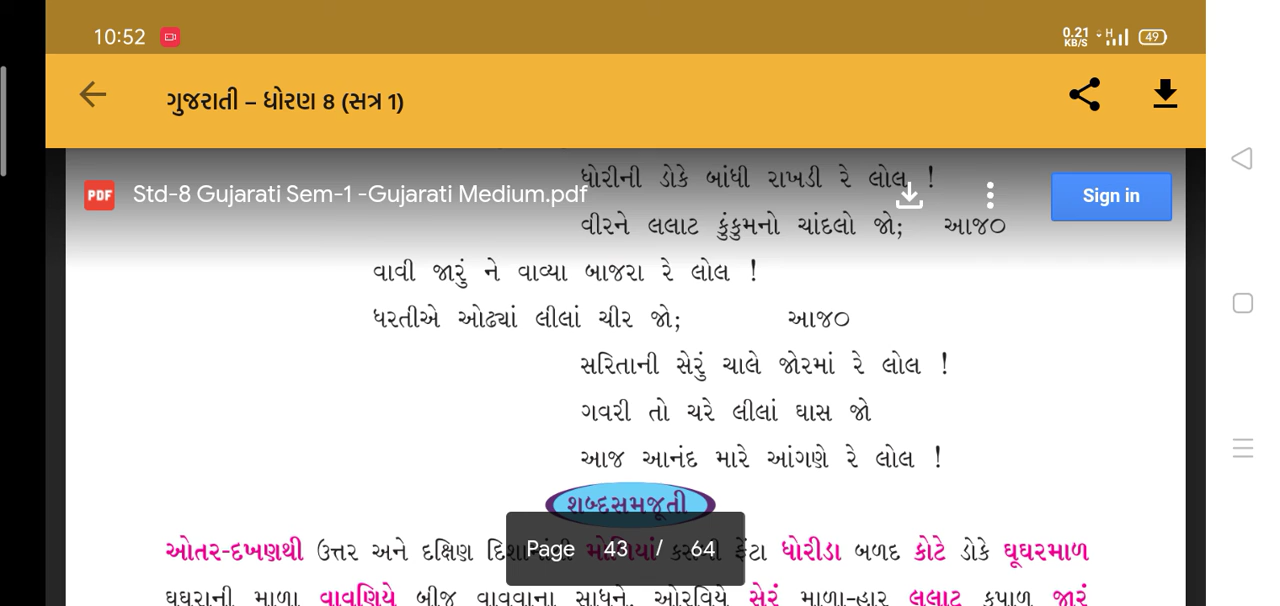 10:52 0.21 KB/S H 49
ગુજરાતી – ધોરણ 8 (સત્ર 1)
ધોરીની ડોકે બાંધી રાખડી રે લોલ !
PDF Std-8 Gujarati Sem-1 -Gujarati Medium.pdf Sign in
વીરને લલાટ કુંકુમનો ચાંદલો જો; આજ૦
વાવી જારું ને વાવ્યા બાજરા રે લોલ !
ધરતીએ ઓઢ્યાં લીલાં ચીર જો; આજ૦
સરિતાની સેરું ચાલે જોરમાં રે લોલ !
ગવરી તો ચરે લીલાં ઘાસ જો
આજ આનંદ મારે આંગણે રે લોલ !
શબ્દસમજૂતી
ઓતર-દખણથી ઉત્તર અને દક્ષિણ ફેંટા ધોરીડા બળદ કોટે ડોકે ઘૂઘરમાળ
Page 43 / 64
ઘુઘરાની માળા વાવણિયે બીજ વાવવાના સાધને, ઓરવિયે સેરું માળા-હાર લલાટ કપાળ જારું